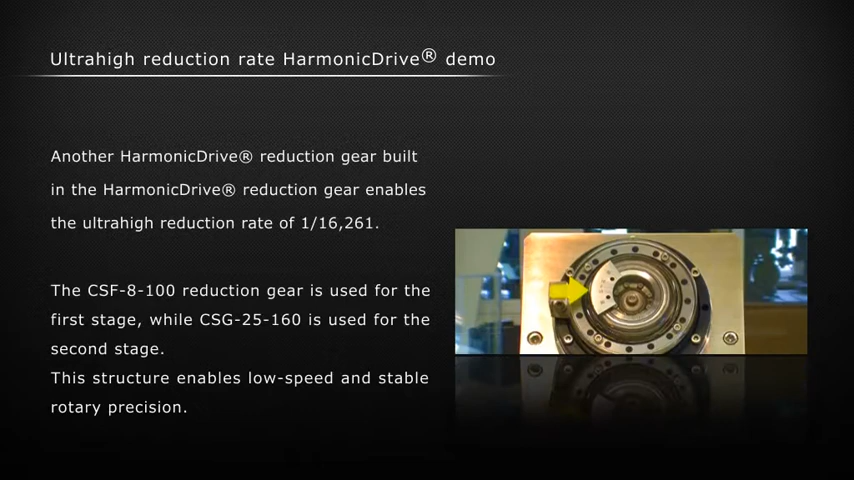 Ultrahigh reduction rate HarmonicDrive® demo
Another HarmonicDrive® reduction gear built
in the HarmonicDrive® reduction gear enables
the ultrahigh reduction rate of 1/16,261.
The CSF-8-100 reduction gear is used for the
first stage, while CSG-25-160 is used for the
second stage.
This structure enables low-speed and stable
rotary precision.